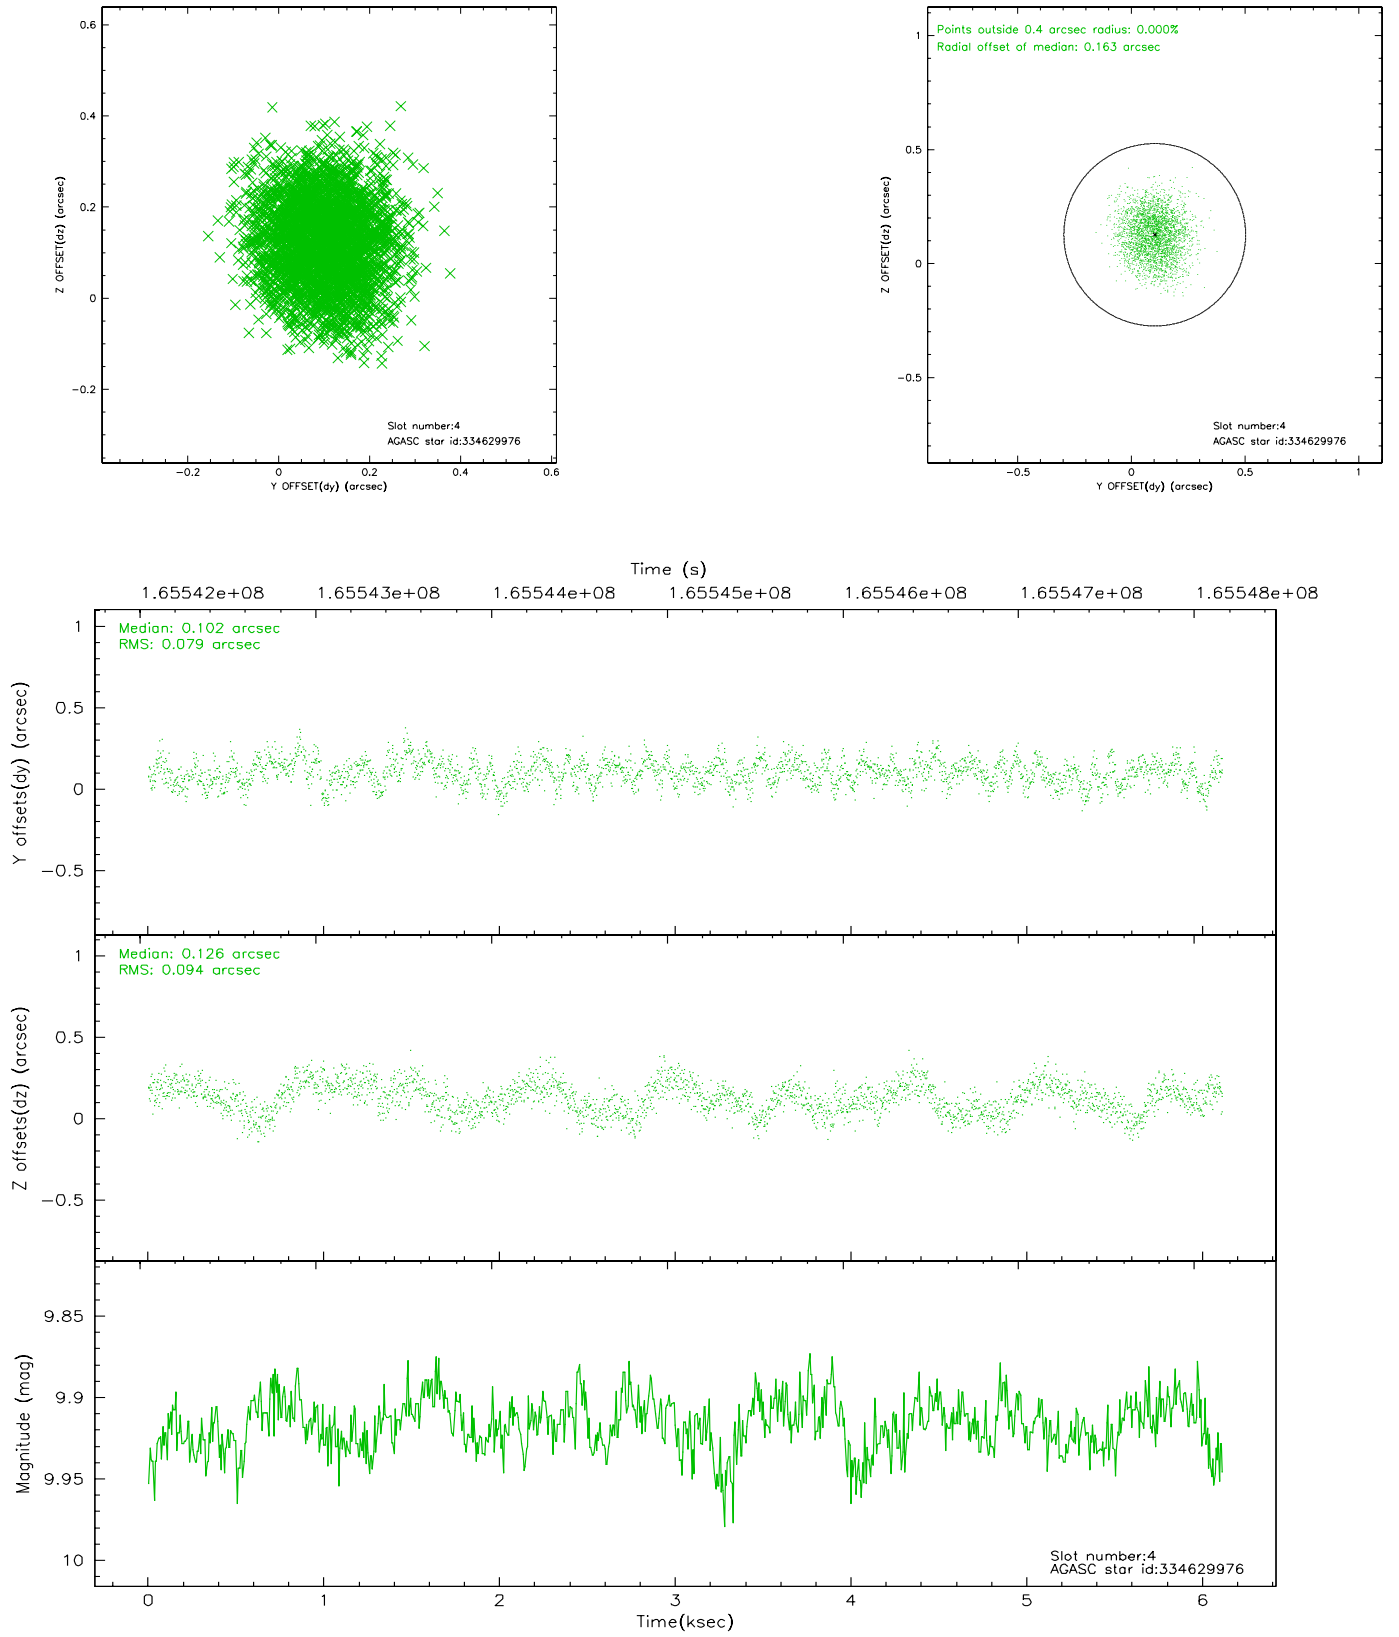 0.6
0.4
0.2
0
−0.2
Z OFFSET(dz) (arcsec)
Slot number:4
AGASC star id:334629976
−0.2 0 0.2 0.4 0.6
Y OFFSET(dy) (arcsec)
Points outside 0.4 arcsec radius: 0.000%
Radial offset of median: 0.163 arcsec
1
0.5
0
−0.5
Z OFFSET(dz) (arcsec)
Slot number:4
AGASC star id:334629976
−0.5 0 0.5 1
Y OFFSET(dy) (arcsec)
Time (s)
1.65542e+08 1.65543e+08 1.65544e+08 1.65545e+08 1.65546e+08 1.65547e+08 1.65548e+08
Median: 0.102 arcsec
RMS: 0.079 arcsec
1
0.5
0
−0.5
Y offsets(dy) (arcsec)
Median: 0.126 arcsec
RMS: 0.094 arcsec
1
0.5
0
−0.5
Z offsets(dz) (arcsec)
9.85
9.9
9.95
10
Magnitude (mag)
Slot number:4
AGASC star id:334629976
0 1 2 3 4 5 6
Time(ksec)